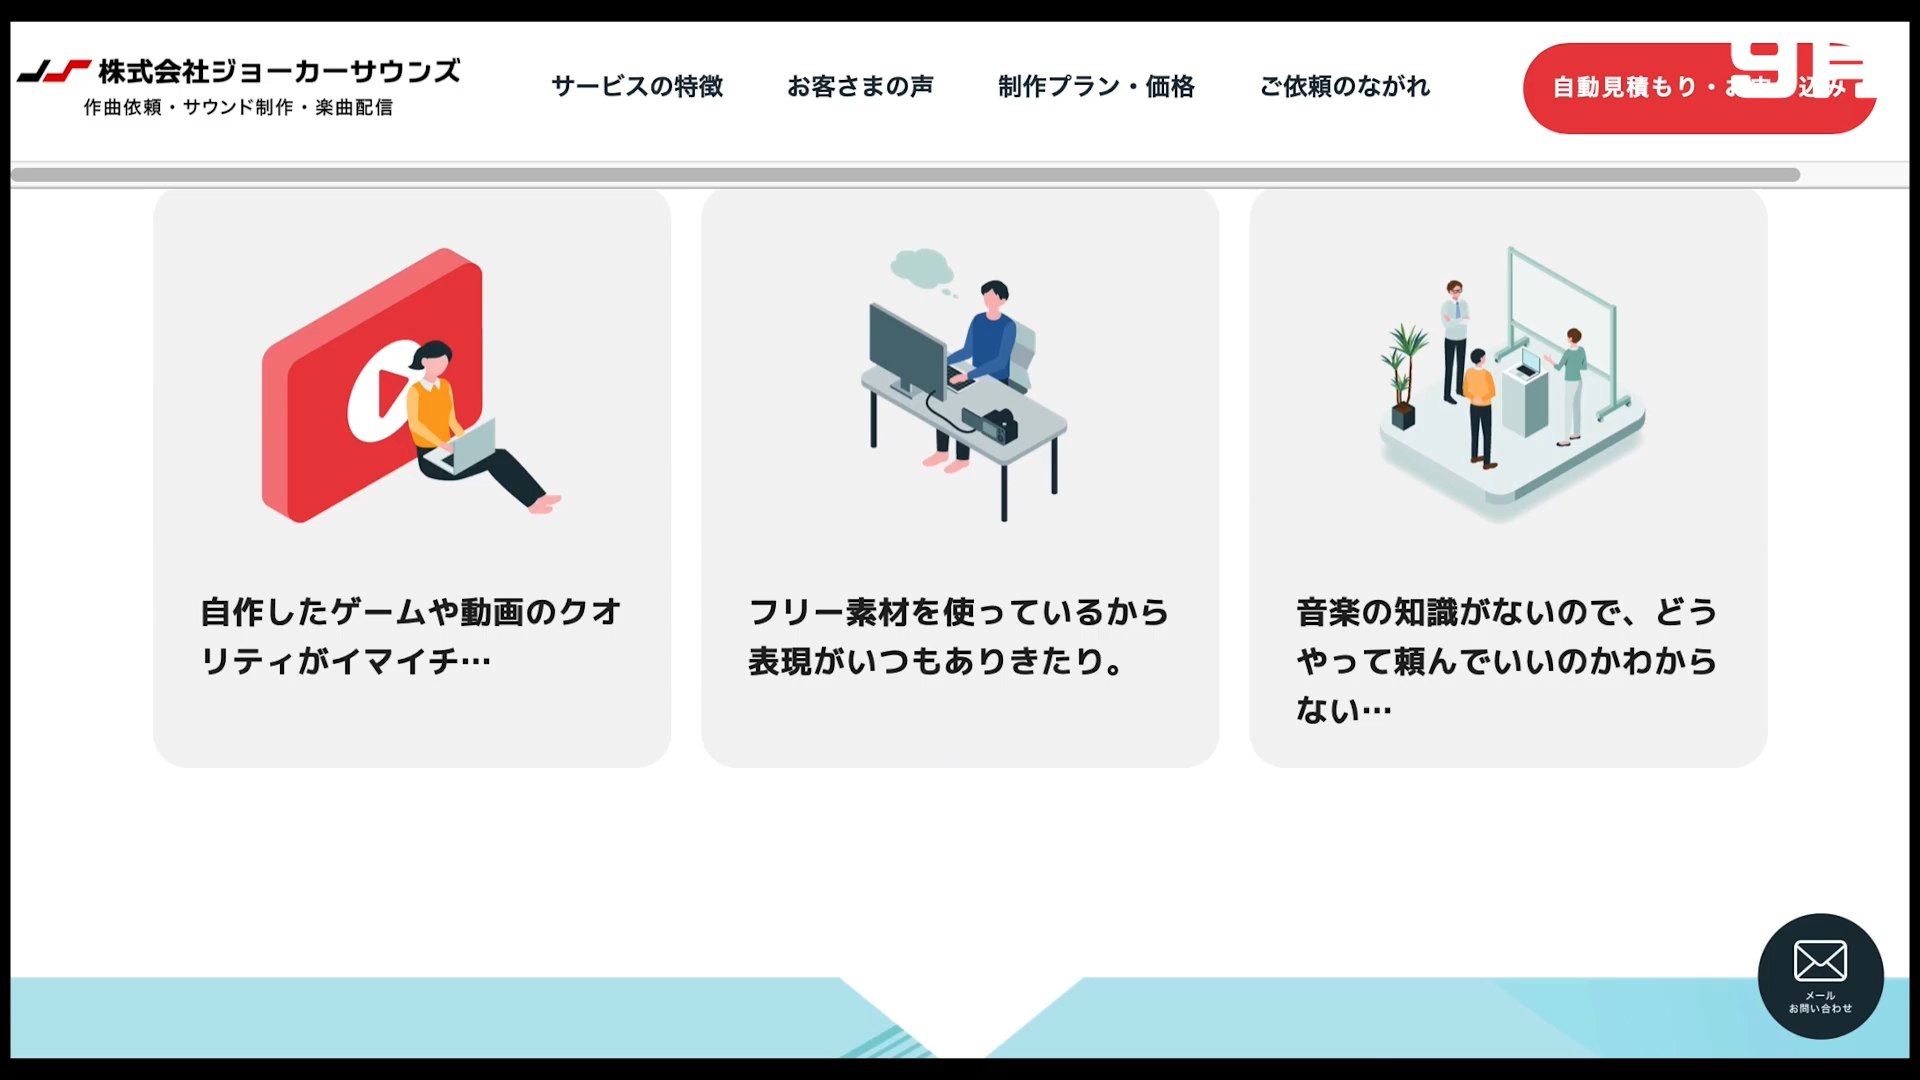 株式会社ジョーカーサウンズ
作曲依頼・サウンド制作・楽曲配信
サービスの特徴
お客さまの声
制作プラン・価格
ご依頼のながれ
自動見積もり・お
込み
自作したゲームや動画のクオ
リティがイマイチ…
フリー素材を使っているから
表現がいつもありきたり。
音楽の知識がないので、どう
やって頼んでいいのかわから
ない…
メール
お問い合わせ